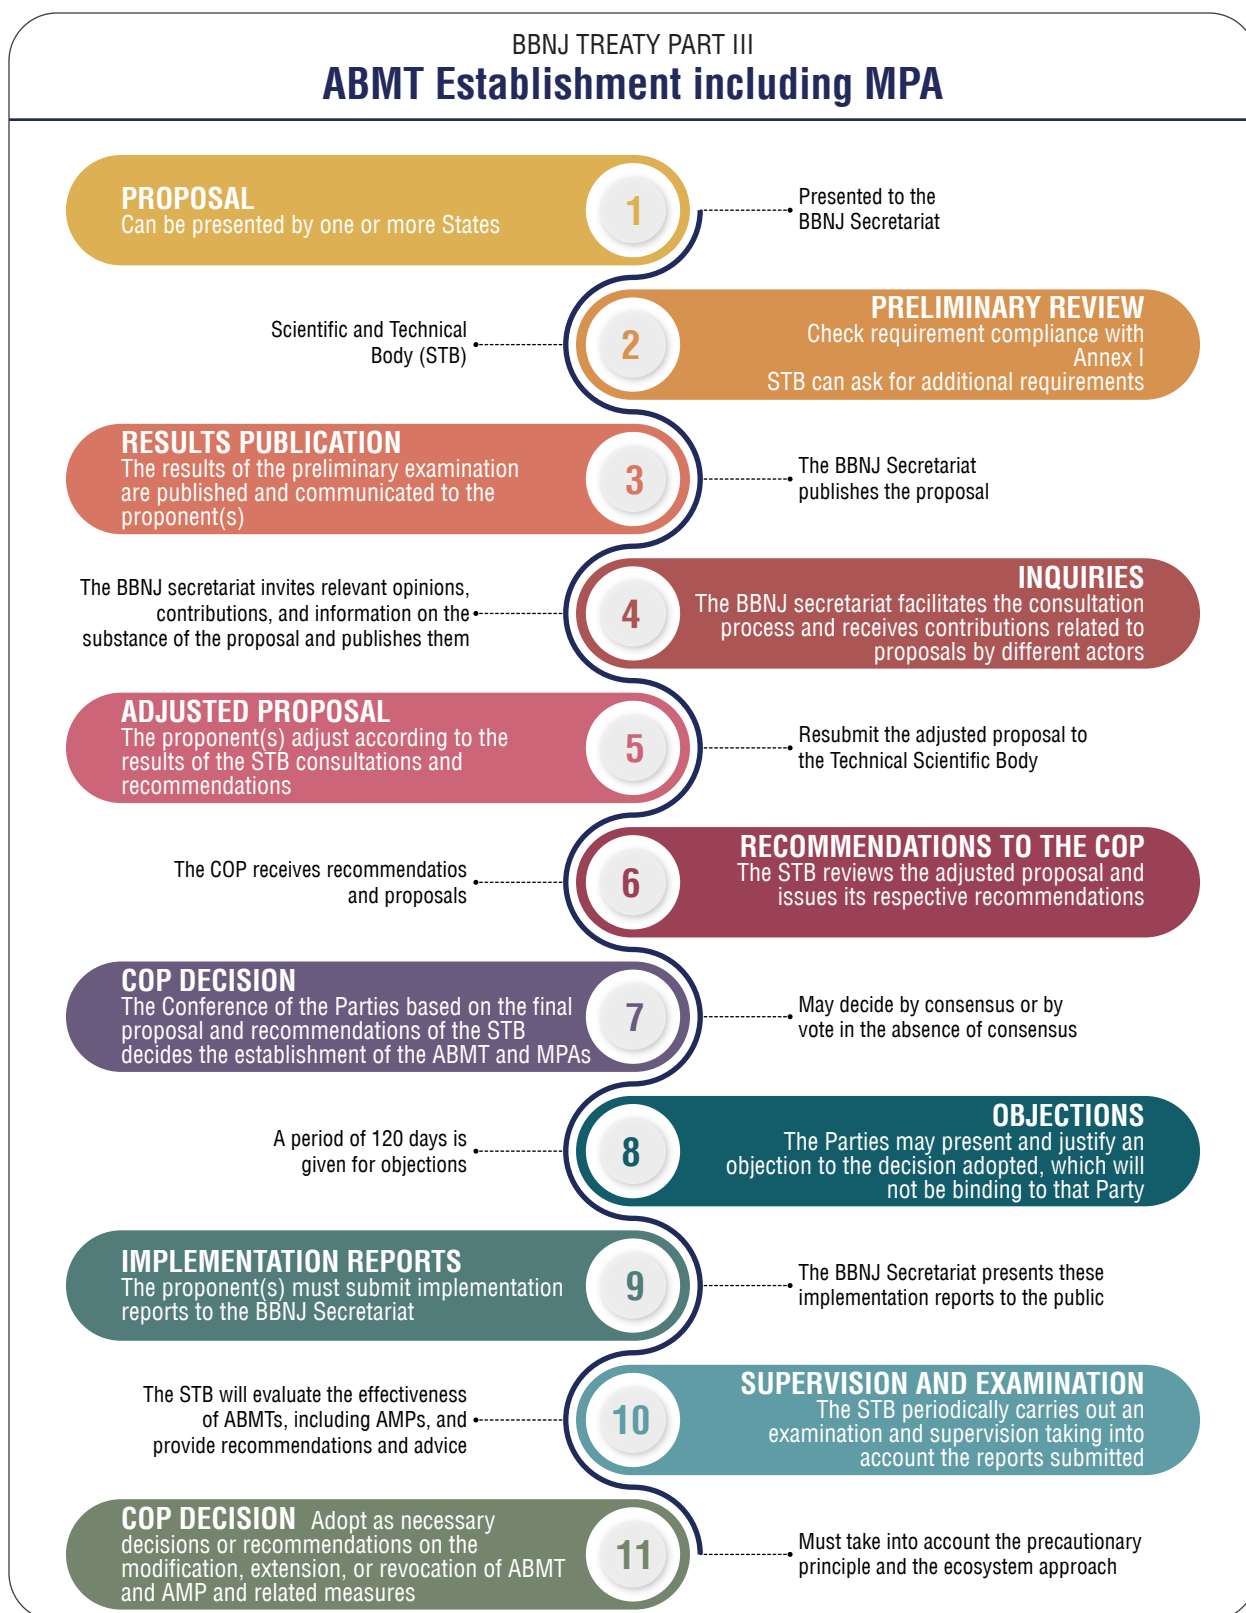 BBNJ TREATY PART III
ABMT Establishment including MPA
PROPOSAL
Can be presented by one or more States
1
Presented to the
BBNJ Secretariat
Scientific and Technical
Body (STB)
2
PRELIMINARY REVIEW
Check requirement compliance with
Annex I
STB can ask for additional requirements
RESULTS PUBLICATION
The results of the preliminary examination
are published and communicated to the
proponent(s)
3
The BBNJ Secretariat
publishes the proposal
The BBNJ secretariat invites relevant opinions,
contributions, and information on the
substance of the proposal and publishes them
4
INQUIRIES
The BBNJ secretariat facilitates the consultation
process and receives contributions related to
proposals by different actors
ADJUSTED PROPOSAL
The proponent(s) adjust according to the
results of the STB consultations and
recommendations
5
Resubmit the adjusted proposal to
the Technical Scientific Body
The COP receives recommendatios
and proposals
6
RECOMMENDATIONS TO THE COP
The STB reviews the adjusted proposal and
issues its respective recommendations
COP DECISION
The Conference of the Parties based on the final
proposal and recommendations of the STB
decides the establishment of the ABMT and MPAs
7
May decide by consensus or by
vote in the absence of consensus
A period of 120 days is
given for objections
8
OBJECTIONS
The Parties may present and justify an
objection to the decision adopted, which will
not be binding to that Party
IMPLEMENTATION REPORTS
The proponent(s) must submit implementation
reports to the BBNJ Secretariat
9
The BBNJ Secretariat presents these
implementation reports to the public
The STB will evaluate the effectiveness
of ABMTs, including AMPs, and
provide recommendations and advice
10
SUPERVISION AND EXAMINATION
The STB periodically carries out an
examination and supervision taking into
account the reports submitted
COP DECISION Adopt as necessary
decisions or recommendations on the
modification, extension, or revocation of ABMT
and AMP and related measures
11
Must take into account the precautionary
principle and the ecosystem approach